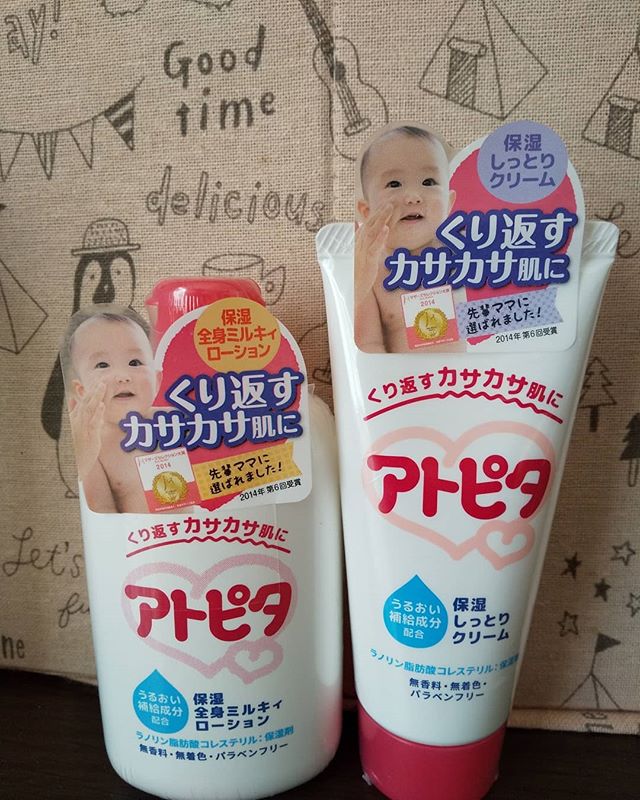 ay!
Good
time
delicious
Let's
保湿
全身ミルキィ
ローション
くり返す
カサカサ肌に
2014
先輩ママに
選ばれました!
2014年 第6回受賞
くり返すカサカサ肌に
アトピタ
うるおい
補給成分
配合
保湿
全身ミルキィ
ローション
ラノリン脂肪酸コレステリル:保湿剤
無香料・無着色・パラベンフリー
保湿
しっとり
クリーム
くり返す
カサカサ肌に
2014
先輩ママに
選ばれました!
2014年 第6回受賞
くり返すカサカサ肌に
アトピタ
うるおい
補給成分
配合
保湿
しっとり
クリーム
ラノリン脂肪酸コレステリル:保湿
無香料・無着色・
パラベンフリー